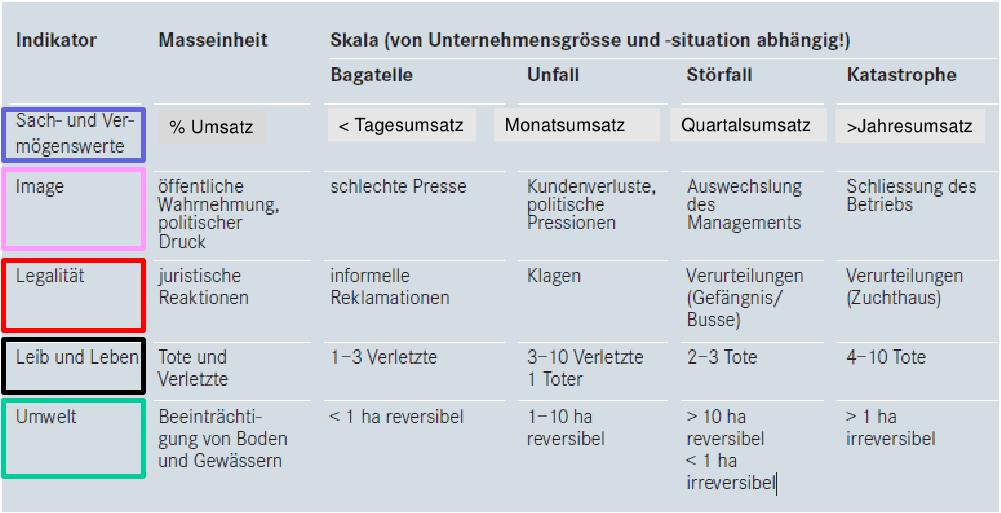 Indikator Masseinheit Skala (von Unternehmensgrösse und -situation abhängig!)
Bagatelle Unfall Störfall Katastrophe
Sach- und Ver-
mögenswerte
% Umsatz
< Tagesumsatz
Monatsumsatz
Quartalsumsatz
>Jahresumsatz
Image
öffentliche
Wahrnehmung,
politischer
Druck
schlechte Presse
Kundenverluste,
politische
Pressionen
Auswechslung
des
Managements
Schliessung des
Betriebs
Legalität
juristische
Reaktionen
informelle
Reklamationen
Klagen
Verurteilungen
(Gefängnis/
Busse)
Verurteilungen
(Zuchthaus)
Leib und Leben
Tote und
Verletzte
1–3 Verletzte
3–10 Verletzte
1 Toter
2–3 Tote
4–10 Tote
Umwelt
Beeinträchti-
gung von Boden
und Gewässern
< 1 ha reversibel
1–10 ha
reversibel
> 10 ha
reversibel
< 1 ha
irreversibel
> 1 ha
irreversibel